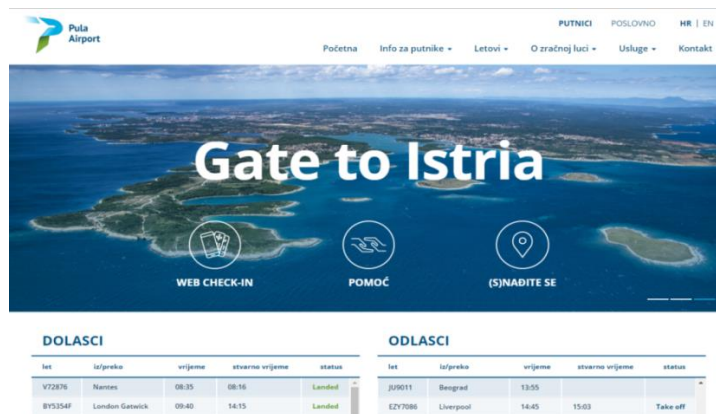 Pula
Airport
PUTNICI POSLOVNO HR | EN
Početna Info za putnike Letovi O zračnoj luci Usluge Kontakt
Gate to Istria
WEB CHECK-IN POMOĆ (S)NAĐITE SE
DOLASCI
let iz/preko vrijeme stvarno vrijeme status
V72876 Nantes 08:35 08:16 Landed
BY5354F London Gatwick 09:40 14:15 Landed
ODLASCI
let iz/preko vrijeme stvarno vrijeme status
JU9011 Beograd 13:55
EZY7086 Liverpool 14:45 15:03 Take off